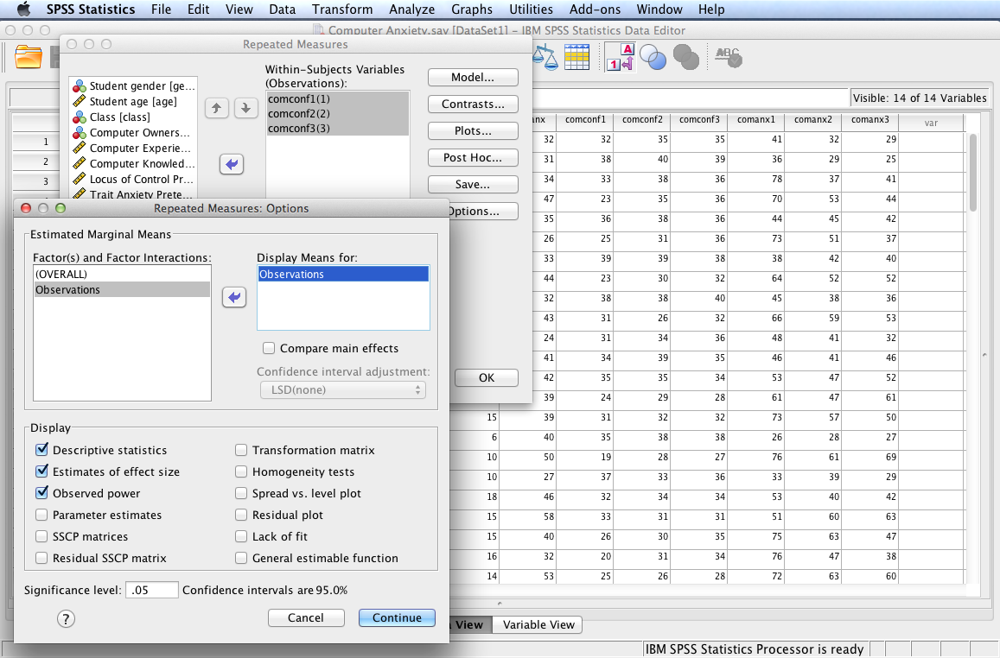 SPSS Statistics File Edit View Data Transform Analyze Graphs Utilities Add-ons Window Help
Computer Anxiety.sav [DataSet1] – IBM SPSS Statistics Data Editor
Repeated Measures
Student gender [ge...
Student age [age]
Class [class]
Computer Owners...
Computer Experie...
Computer Knowled...
Locus of Control Pr...
Trait Anxiety Prete...
Within-Subjects Variables
(Observations):
comconf1(1)
comconf2(2)
comconf3(3)
Model...
Contrasts...
Plots...
Post Hoc...
Save...
Options...
OK
Repeated Measures: Options
Estimated Marginal Means
Factor(s) and Factor Interactions:
(OVERALL)
Observations
Display Means for:
Observations
Compare main effects
Confidence interval adjustment:
LSD(none)
Display
Descriptive statistics
Estimates of effect size
Observed power
Parameter estimates
SSCP matrices
Residual SSCP matrix
Transformation matrix
Homogeneity tests
Spread vs. level plot
Residual plot
Lack of fit
General estimable function
Significance level: .05 Confidence intervals are 95.0%
? Cancel Continue
A
1
ABC
Visible: 14 of 14 Variables
nx comconf1 comconf2 comconf3 comanx1 comanx2 comanx3 var
1 32 32 35 35 41 32 29
2 31 38 40 39 36 29 25
3 34 33 38 36 78 37 41
47 23 35 36 70 53 44
35 36 38 36 44 45 42
26 25 31 36 73 51 37
33 39 39 38 38 42 40
44 23 30 32 64 52 52
32 38 38 40 45 38 36
43 31 26 32 66 59 53
24 31 34 36 48 41 32
41 34 39 35 46 41 46
42 35 35 34 53 47 52
39 24 29 28 61 47 61
15 39 31 32 32 73 57 50
6 40 35 38 38 26 28 27
10 50 19 28 27 76 61 69
10 27 37 33 36 33 39 29
18 46 32 34 34 53 40 42
15 58 33 31 31 51 60 63
15 40 26 30 35 75 63 47
16 32 20 31 34 76 47 38
14 53 25 26 28 72 63 60
View Variable View
IBM SPSS Statistics Processor is ready